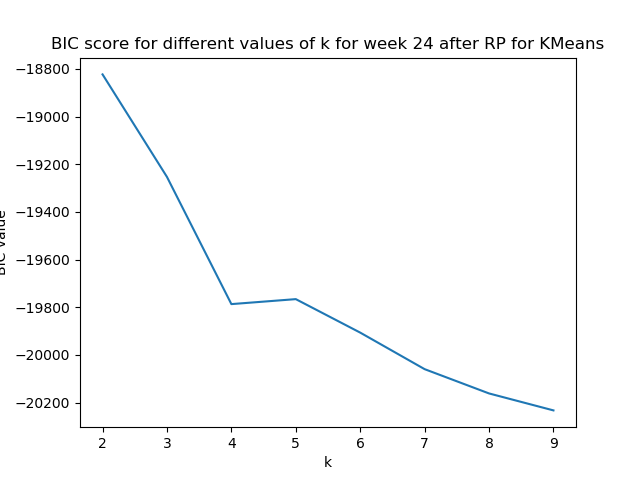 BIC score for different values of k for week 24 after RP for KMeans
−18800
−19000
−19200
−19400
−19600
−19800
−20000
−20200
BIC value
2 3 4 5 6 7 8 9
k